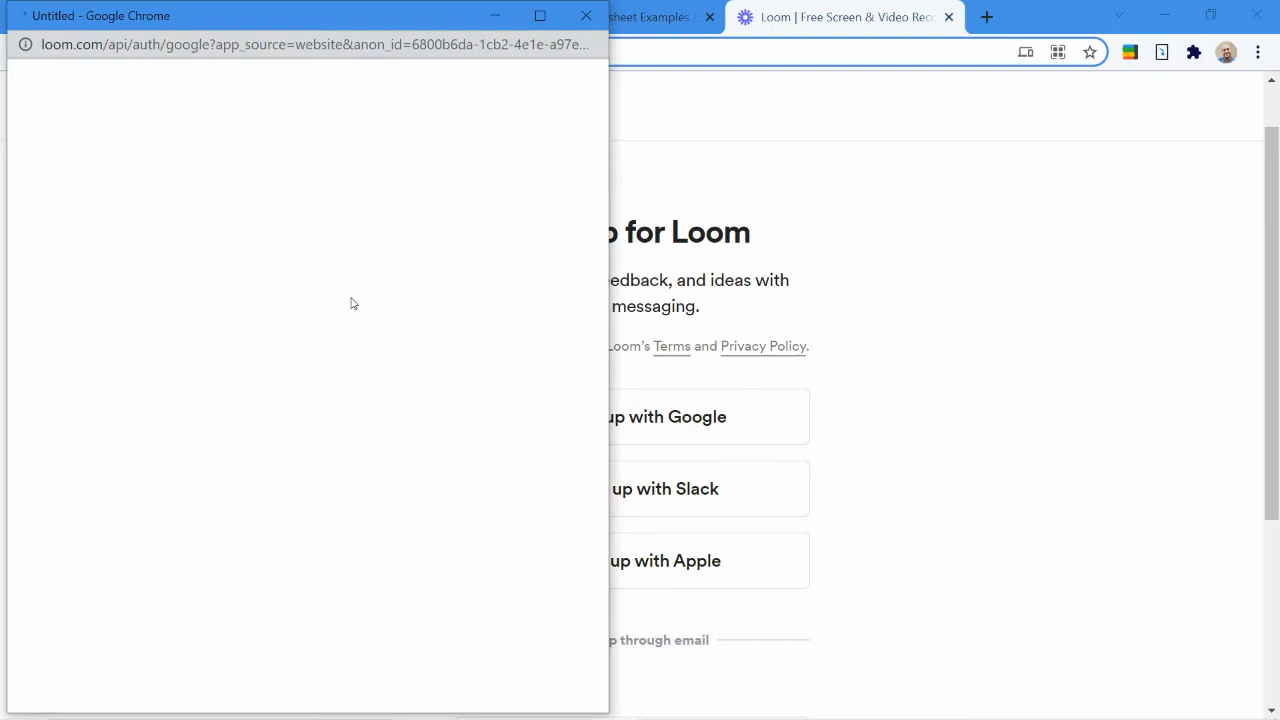 Untitled - Google Chrome
sheet Examples
Loom | Free Screen & Video Rec
loom.com/api/auth/google?app_source=website&anon_id=6800b6da-1cb2-4e1e-a97e...
for Loom
edback, and ideas with
messaging.
Loom's Terms and Privacy Policy.
up with Google
up with Slack
up with Apple
p through email